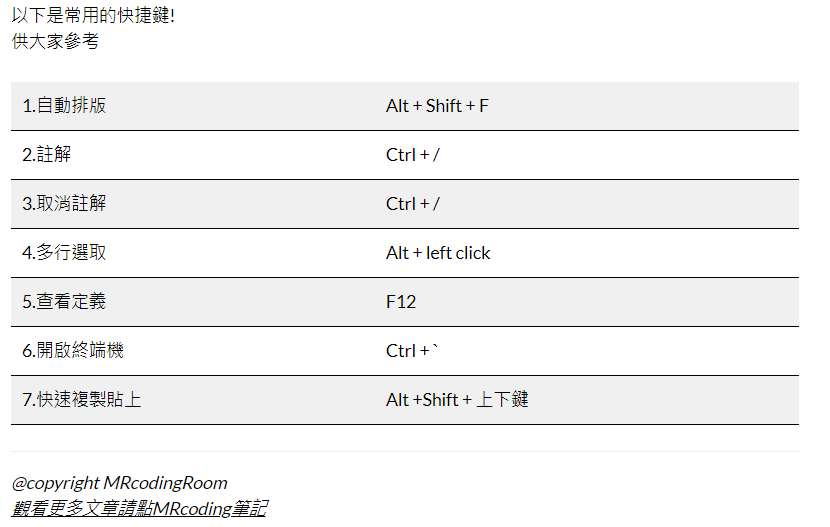 以下是常用的快捷鍵!
供大家參考
1.自動排版 Alt + Shift + F
2.註解 Ctrl + /
3.取消註解 Ctrl + /
4.多行選取 Alt + left click
5.查看定義 F12
6.開啟終端機 Ctrl + `
7.快速複製貼上 Alt +Shift + 上下鍵
@copyright MRcodingRoom
觀看更多文章請點MRcoding筆記